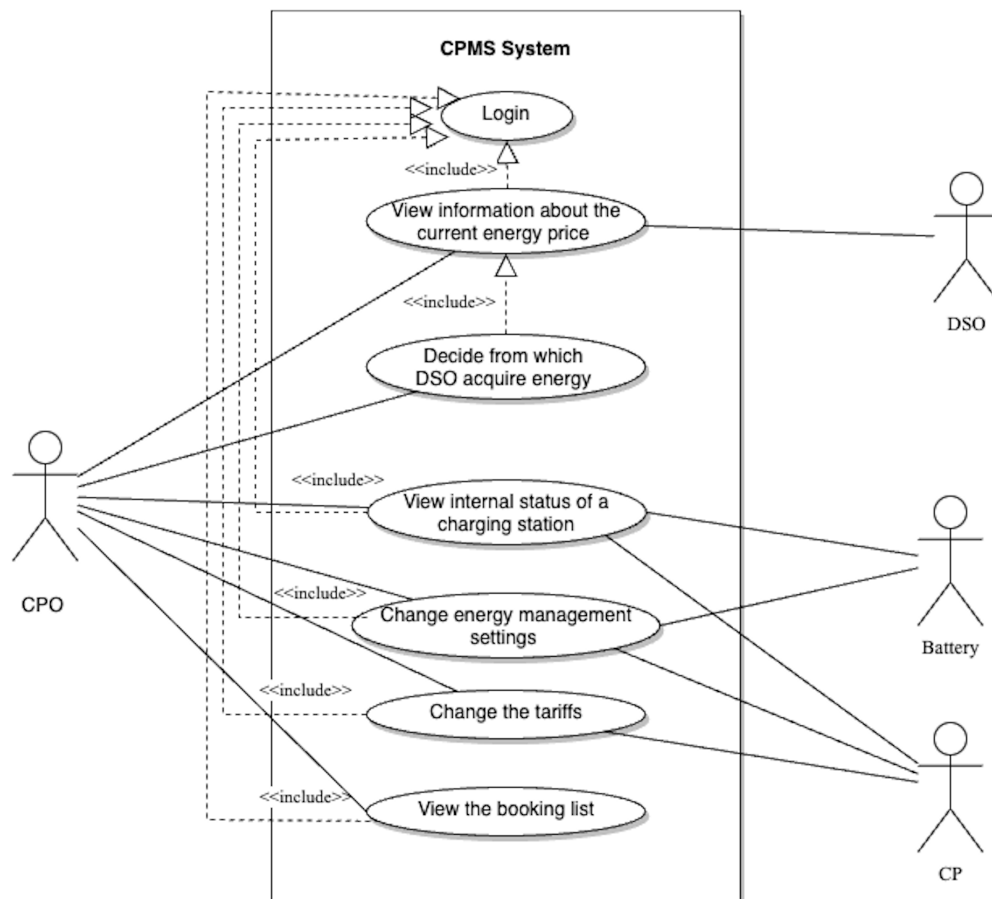 CPMS System
Login
<<include>>
View information about the
current energy price
DSO
<<include>>
Decide from which
DSO acquire energy
<<include>>
View internal status of a
charging station
CPO
Battery
<<include>>
Change energy management
settings
<<include>>
Change the tariffs
<<include>>
View the booking list
CP